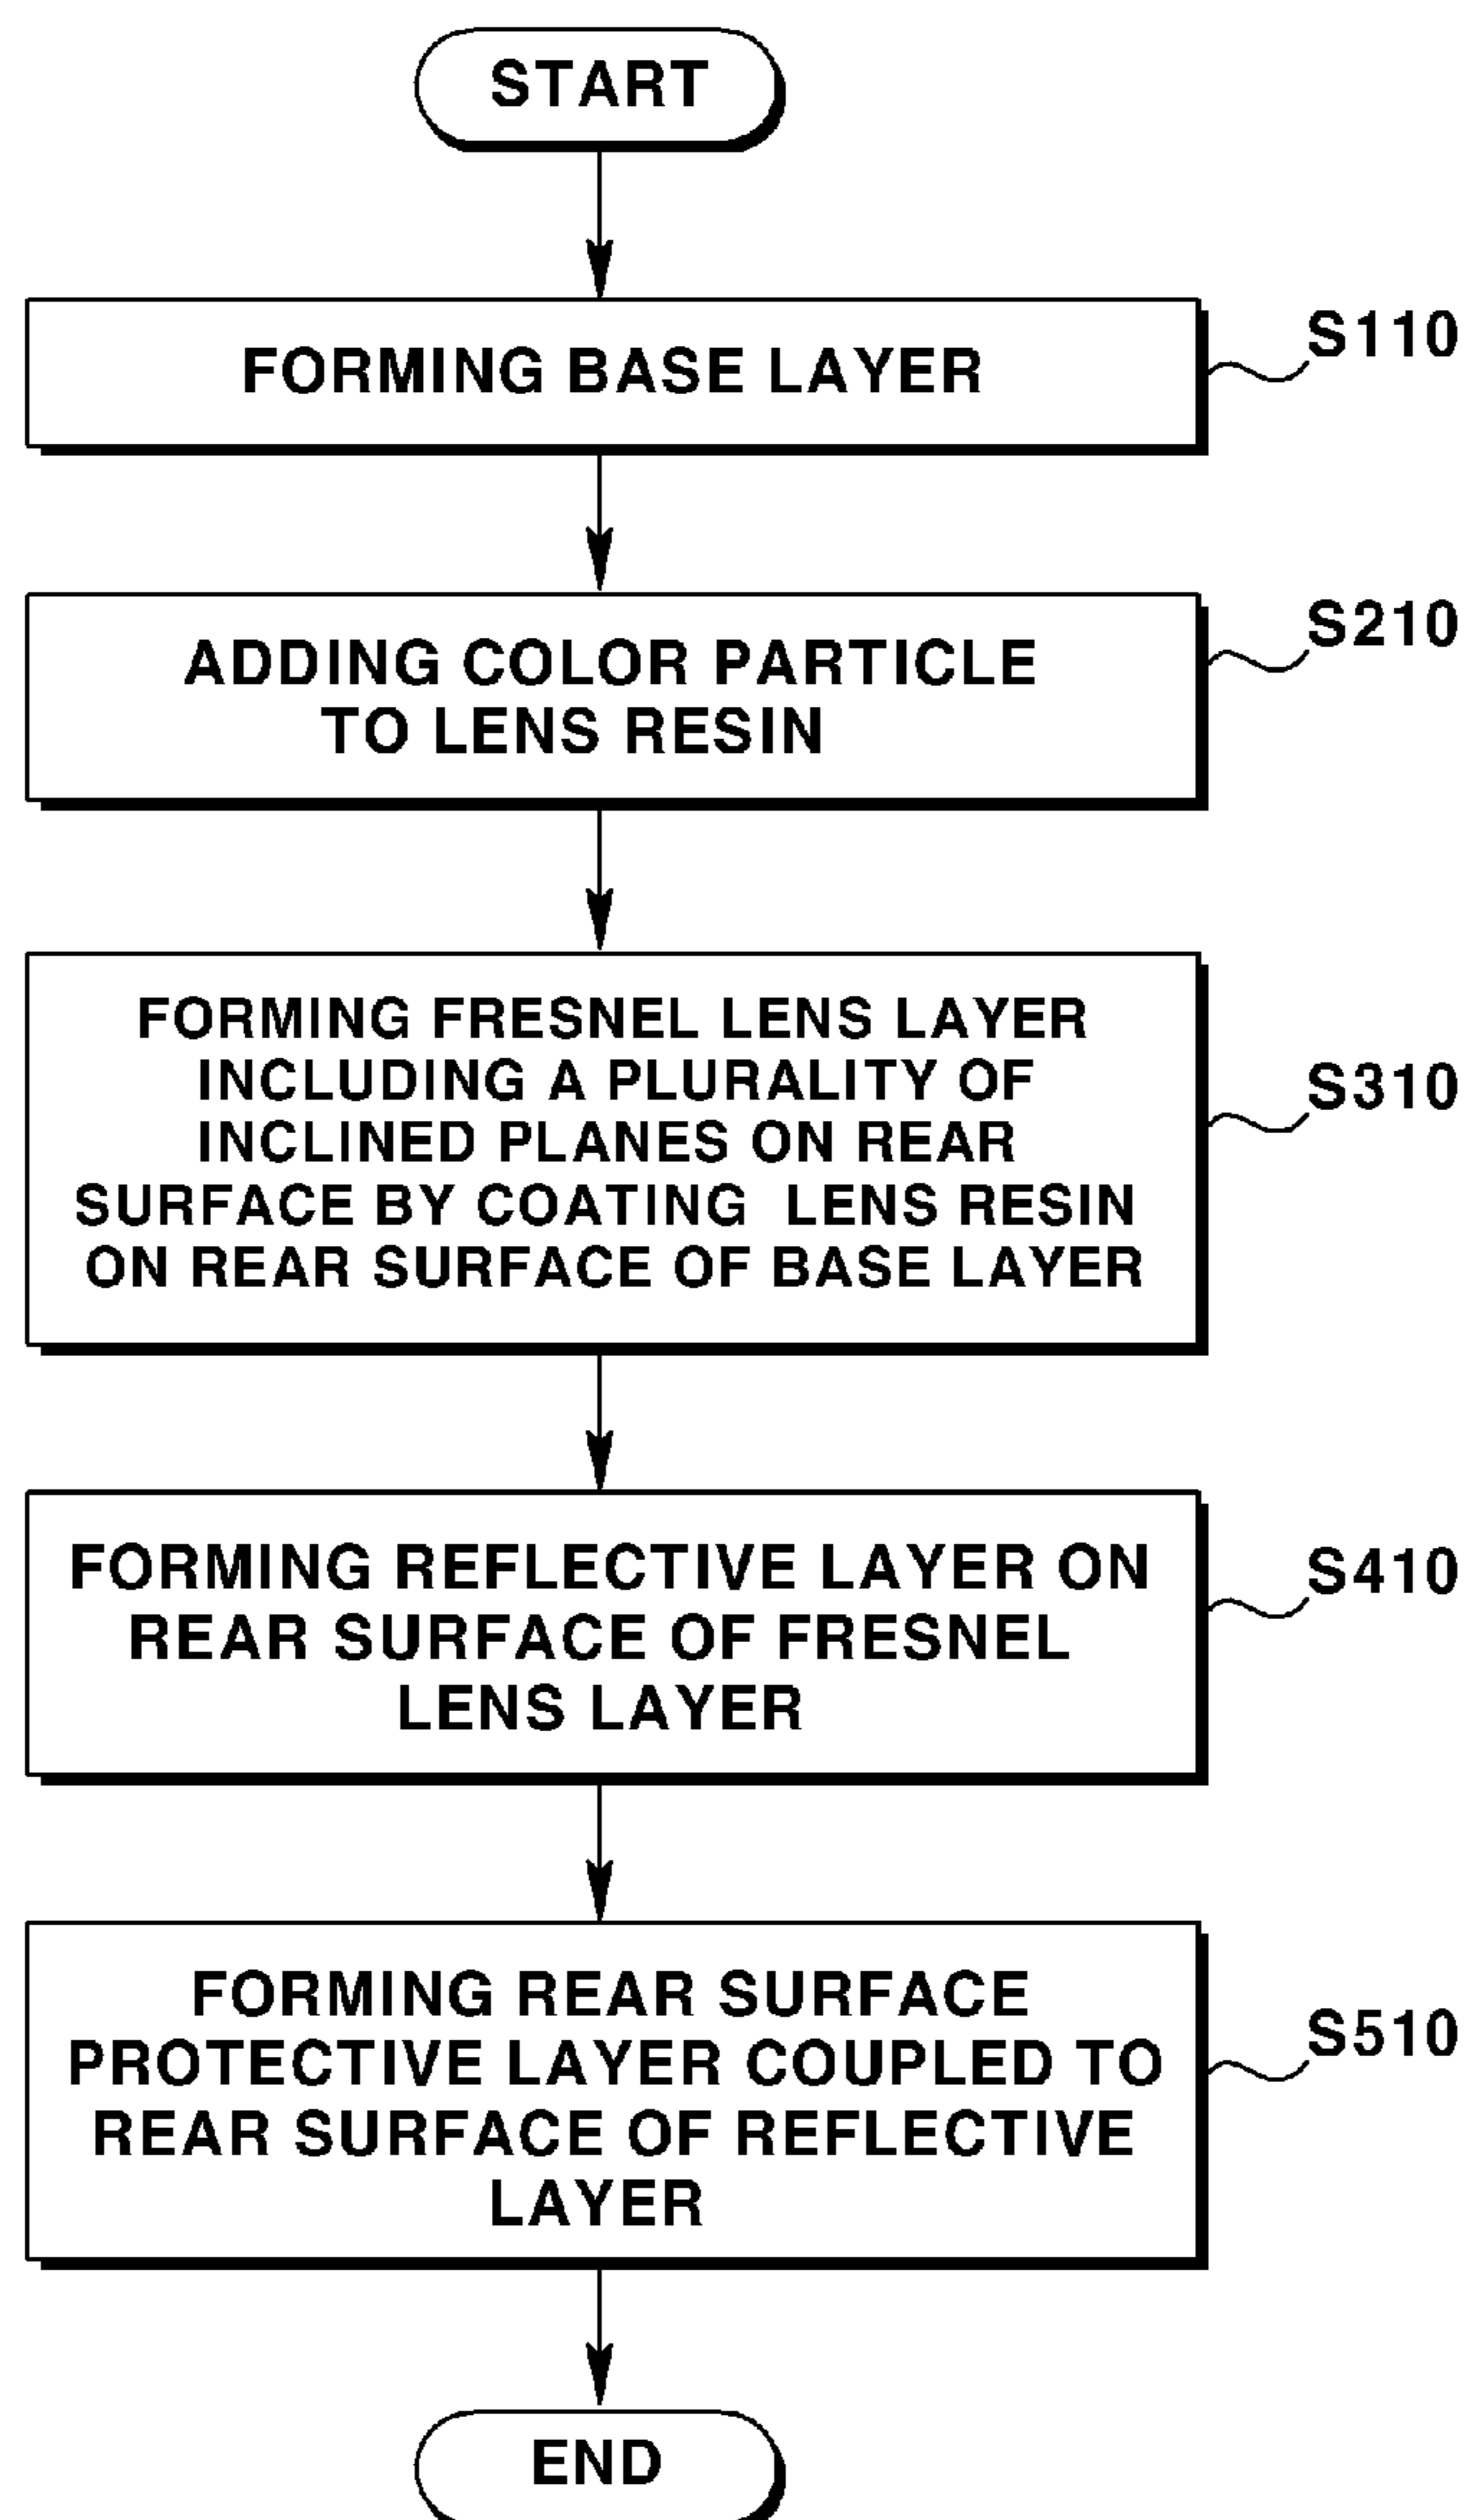 START
FORMING BASE LAYER
S110
ADDING COLOR PARTICLE
TO LENS RESIN
S210
FORMING FRESNEL LENS LAYER
INCLUDING A PLURALITY OF
INCLINED PLANES ON REAR
SURFACE BY COATING LENS RESIN
ON REAR SURFACE OF BASE LAYER
S310
FORMING REFLECTIVE LAYER ON
REAR SURFACE OF FRESNEL
LENS LAYER
S410
FORMING REAR SURFACE
PROTECTIVE LAYER COUPLED TO
REAR SURFACE OF REFLECTIVE
LAYER
S510
END